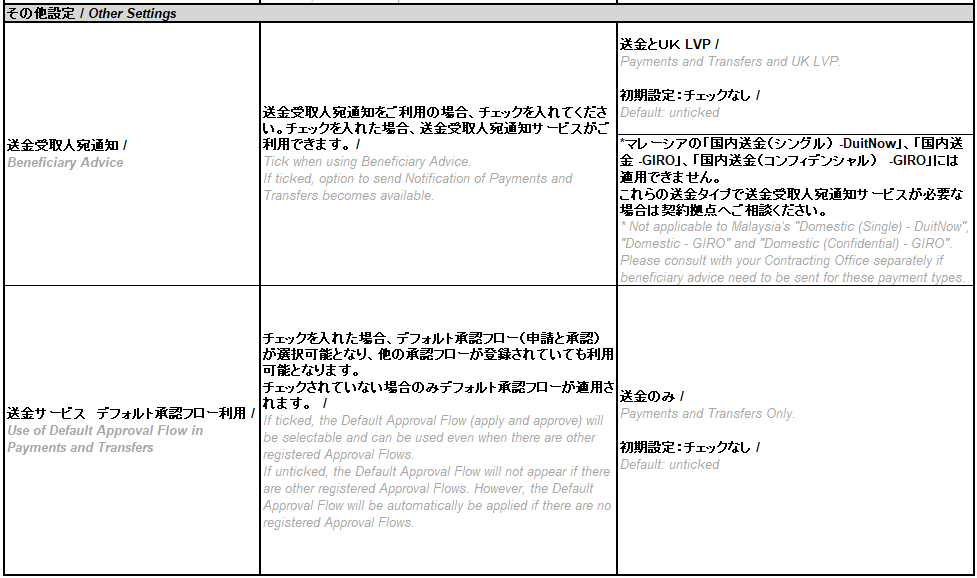 その他設定 / Other Settings
送金受取人宛通知 /
Beneficiary Advice
送金受取人宛通知をご利用の場合、チェックを入れてくださ
い。チェックを入れた場合、送金受取人宛通知サービスがご
利用できます。/
Tick when using Beneficiary Advice.
If ticked, option to send Notification of Payments and
Transfers becomes available.
送金とUK LVP /
Payments and Transfers and UK LVP.
初期設定：チェックなし /
Default: unticked
*マレーシアの「国内送金（シングル） -DuitNow」、「国内送
金 -GIRO」、「国内送金（コンフィデンシャル） -GIRO」には
適用できません。
これらの送金タイプで送金受取人宛通知サービスが必要な
場合は契約拠点へご相談ください。
* Not applicable to Malaysia's "Domestic (Single) - DuitNow",
"Domestic - GIRO" and "Domestic (Confidential) - GIRO".
Please consult with your Contracting Office separately if
beneficiary advice need to be sent for these payment types.
送金サービス　デフォルト承認フロー利用 /
Use of Default Approval Flow in
Payments and Transfers
チェックを入れた場合、デフォルト承認フロー（申請と承認）
が選択可能となり、他の承認フローが登録されていても利用
可能となります。
チェックされていない場合のみデフォルト承認フローが適用さ
れます。 /
If ticked, the Default Approval Flow (apply and approve) will
be selectable and can be used even when there are other
registered Approval Flows.
If unticked, the Default Approval Flow will not appear if there
are other registered Approval Flows. However, the Default
Approval Flow will be automatically be applied if there are no
registered Approval Flows.
送金のみ /
Payments and Transfers Only.
初期設定：チェックなし /
Default: unticked